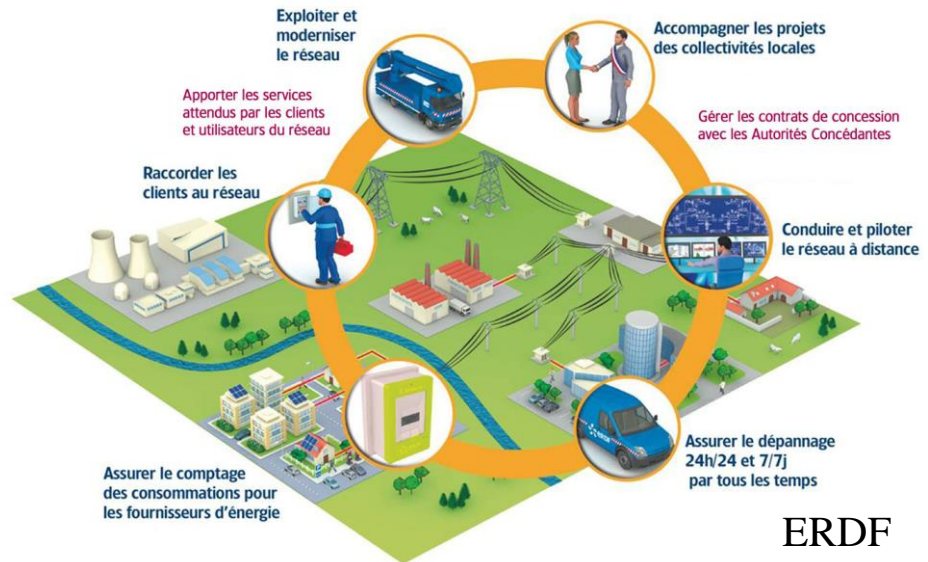 Exploiter et
moderniser
le réseau
Accompagner les projets
des collectivités locales
Apporter les services
attendus par les clients
et utilisateurs du réseau
Gérer les contrats de concession
avec les Autorités Concédantes
Raccorder les
clients au réseau
Conduire et piloter
le réseau à distance
ERDF
Assurer le dépannage
24h/24 et 7/7j
par tous les temps
Assurer le comptage
des consommations pour
les fournisseurs d'énergie
ERDF